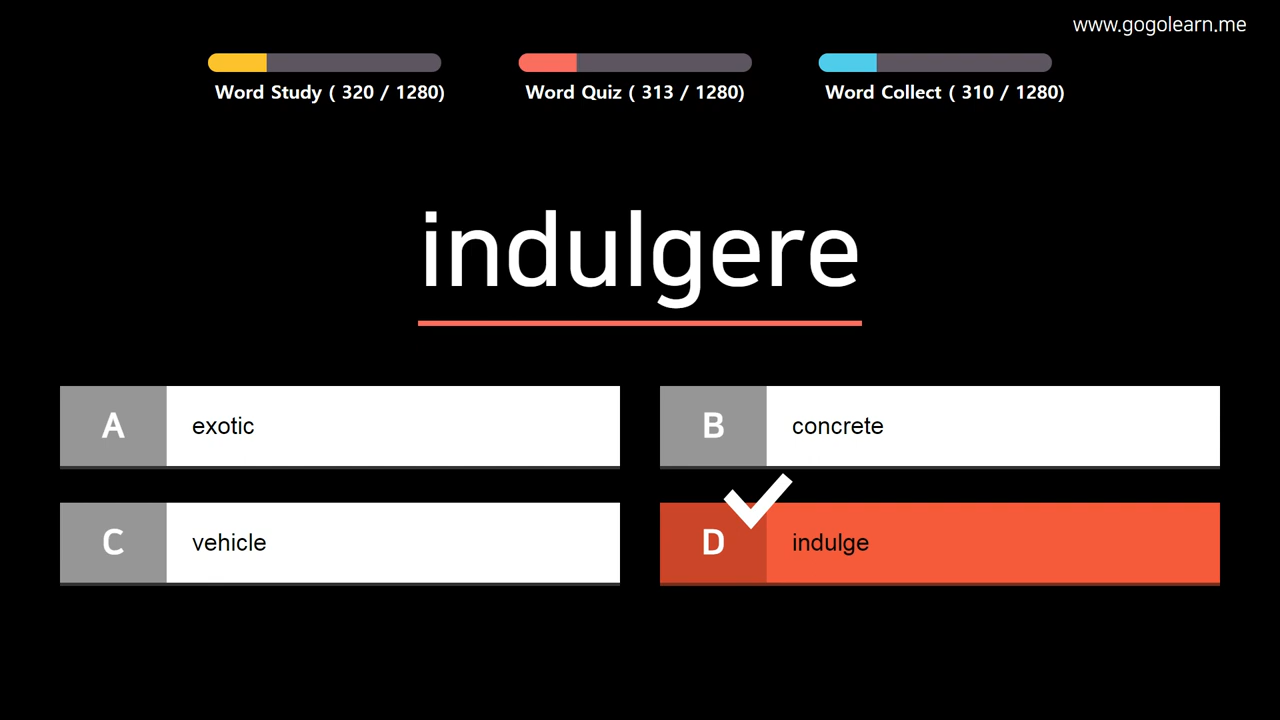 www.gogolearn.me
Word Study ( 320 / 1280)
Word Quiz ( 313 / 1280)
Word Collect ( 310 / 1280)
indulgere
A exotic
B concrete
C vehicle
D indulge